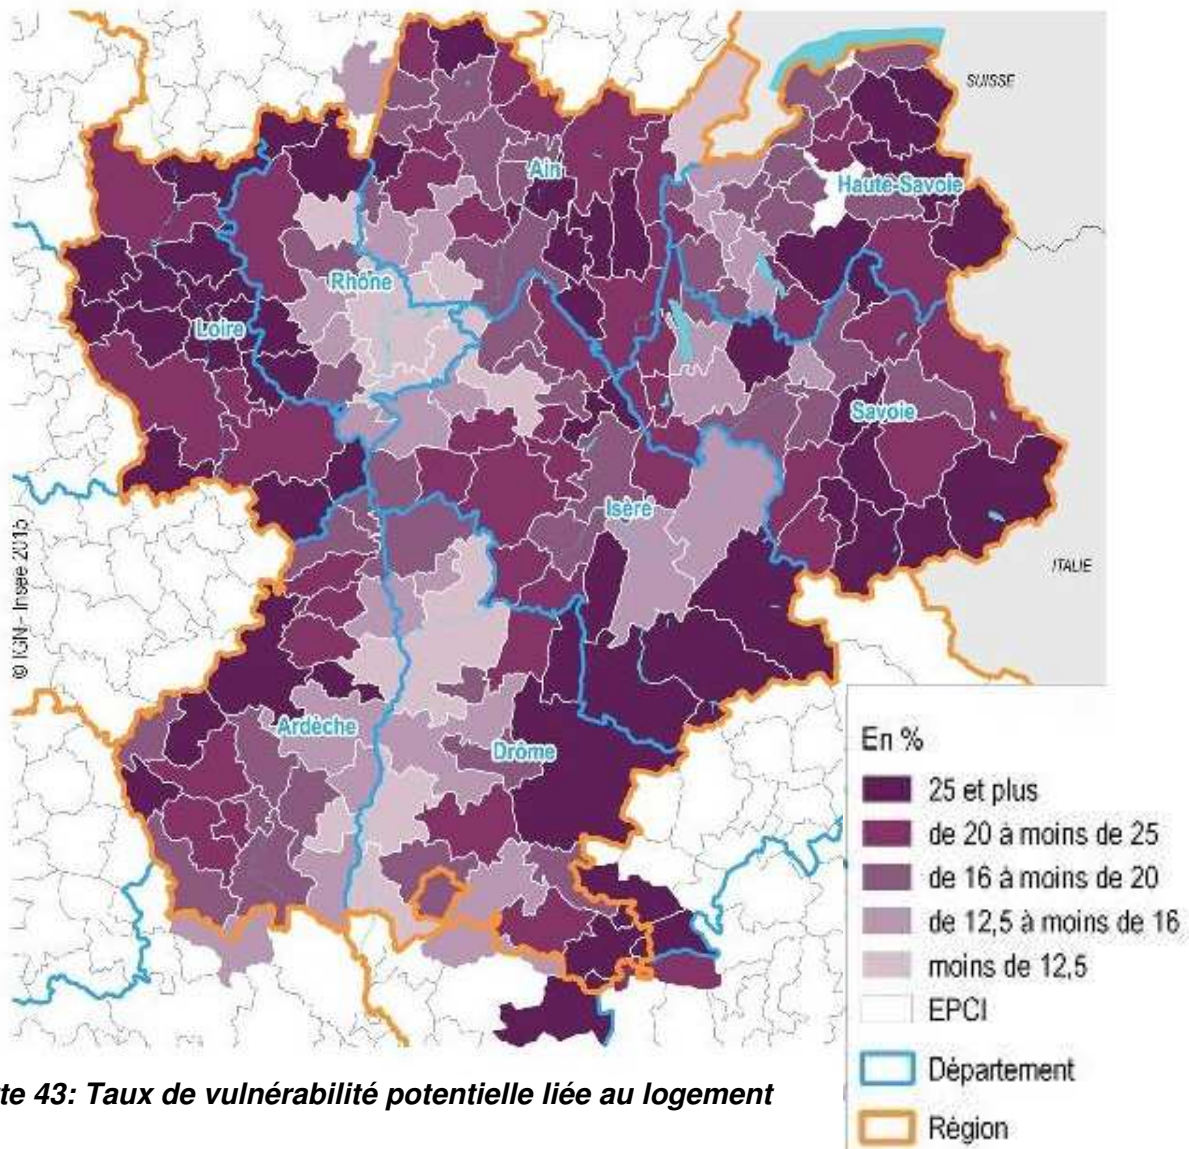 SUISSE
Ain
Haute-Savoie
Rhône
Loire
Savoie
Isère
© IGN - Insee 2015
ITALIE
Ardèche
Drôme
En %
25 et plus
de 20 à moins de 25
de 16 à moins de 20
de 12,5 à moins de 16
moins de 12,5
EPCI
Département
Région
te 43: Taux de vulnérabilité potentielle liée au logement